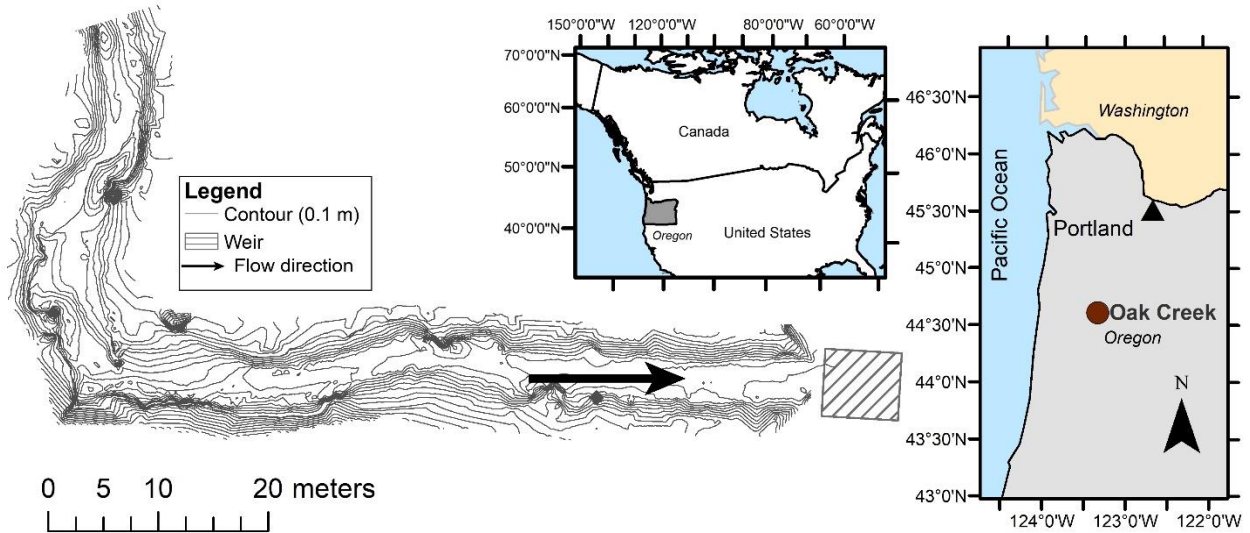 150°0'0"W 120°0'0"W 80°0'0"W 60°0'0"W
70°0'0"N
60°0'0"N
50°0'0"N
40°0'0"N
Canada
United States
Oregon
Legend
Contour (0.1 m)
Weir
Flow direction
0 5 10 20 meters
46°30'N
46°0'N
45°30'N
45°0'N
44°30'N
44°0'N
43°30'N
43°0'N
Washington
Pacific Ocean
Portland
Oak Creek
Oregon
N
124°0'W 123°0'W 122°0'W